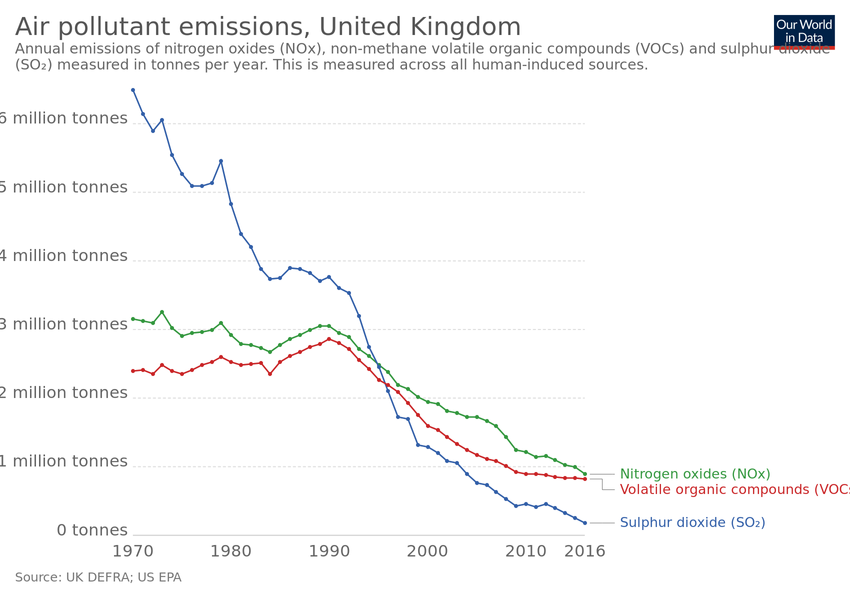 Air pollutant emissions, United Kingdom
Our World
in Data
Annual emissions of nitrogen oxides (NOx), non-methane volatile organic compounds (VOCs) and sulphur dioxide
(SO₂) measured in tonnes per year. This is measured across all human-induced sources.
6 million tonnes
5 million tonnes
4 million tonnes
3 million tonnes
2 million tonnes
1 million tonnes
0 tonnes
Nitrogen oxides (NOx)
Volatile organic compounds (VOCs
Sulphur dioxide (SO₂)
1970 1980 1990 2000 2010 2016
Source: UK DEFRA; US EPA